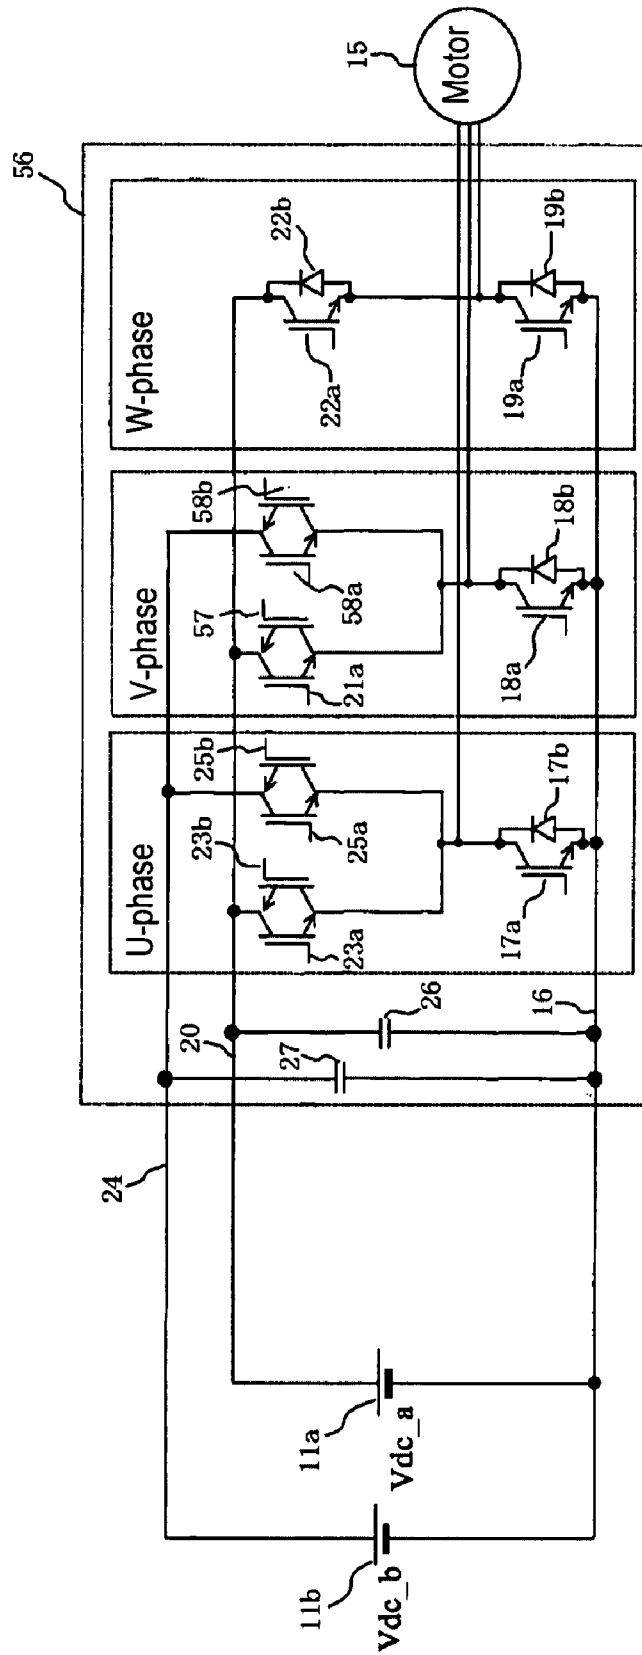 56
15
Motor
W-phase
22b
22a
19b
19a
V-phase
58b
58a
57
21a
18b
18a
U-phase
25b
25a
23b
23a
17b
17a
26
27
20
16
24
11a
Vdc_a
11b
Vdc_b